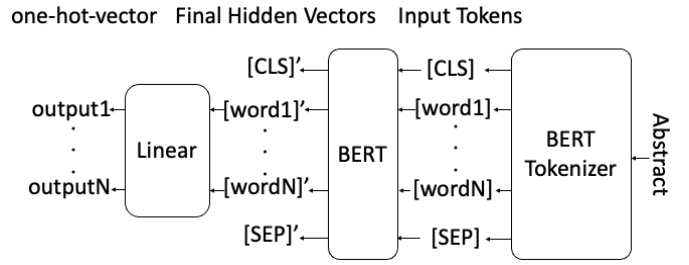 one-hot-vector Final Hidden Vectors Input Tokens
[CLS]' [CLS]
output1 [word1]' [word1]
Linear BERT BERT Tokenizer Abstract
outputN [wordN]' [wordN]
[SEP]' [SEP]